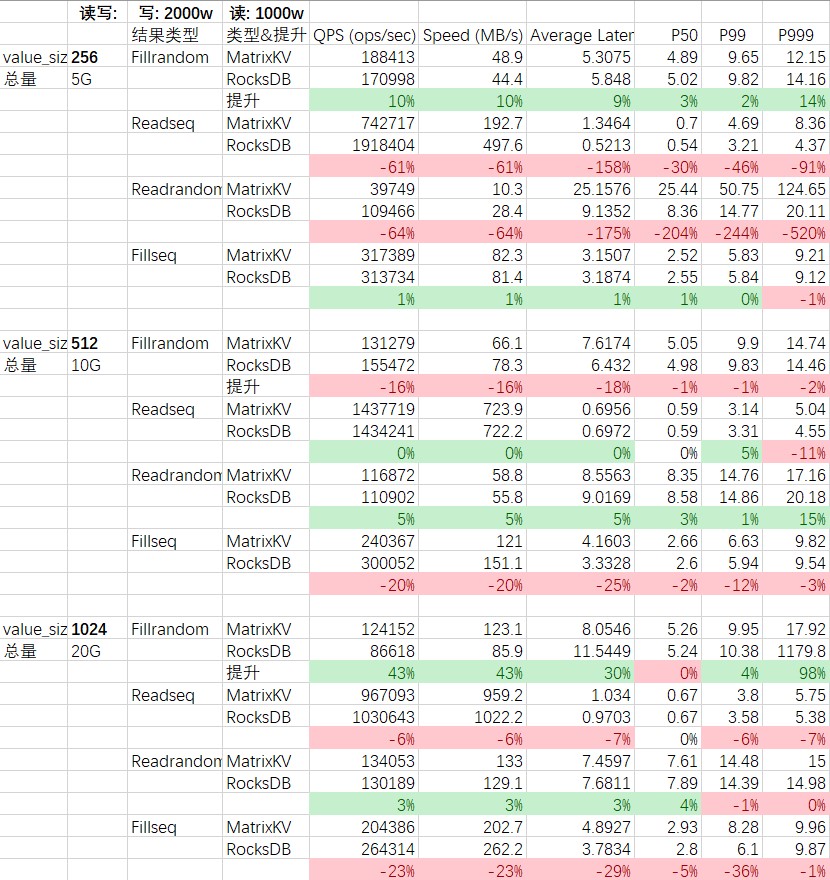 读写: 写: 2000w 读: 1000w
结果类型 类型&提升 QPS (ops/sec) Speed (MB/s) Average Later P50 P99 P999
value_siz 256 Fillrandom MatrixKV 188413 48.9 5.3075 4.89 9.65 12.15
总量 5G RocksDB 170998 44.4 5.848 5.02 9.82 14.16
提升 10% 10% 9% 3% 2% 14%
Readseq MatrixKV 742717 192.7 1.3464 0.7 4.69 8.36
RocksDB 1918404 497.6 0.5213 0.54 3.21 4.37
-61% -61% -158% -30% -46% -91%
Readrandon MatrixKV 39749 10.3 25.1576 25.44 50.75 124.65
RocksDB 109466 28.4 9.1352 8.36 14.77 20.11
-64% -64% -175% -204% -244% -520%
Fillseq MatrixKV 317389 82.3 3.1507 2.52 5.83 9.21
RocksDB 313734 81.4 3.1874 2.55 5.84 9.12
1% 1% 1% 1% 0% -1%
value_siz 512 Fillrandom MatrixKV 131279 66.1 7.6174 5.05 9.9 14.74
总量 10G RocksDB 155472 78.3 6.432 4.98 9.83 14.46
提升 -16% -16% -18% -1% -1% -2%
Readseq MatrixKV 1437719 723.9 0.6956 0.59 3.14 5.04
RocksDB 1434241 722.2 0.6972 0.59 3.31 4.55
0% 0% 0% 0% 5% -11%
Readrandon MatrixKV 116872 58.8 8.5563 8.35 14.76 17.16
RocksDB 110902 55.8 9.0169 8.58 14.86 20.18
5% 5% 5% 3% 1% 15%
Fillseq MatrixKV 240367 121 4.1603 2.66 6.63 9.82
RocksDB 300052 151.1 3.3328 2.6 5.94 9.54
-20% -20% -25% -2% -12% -3%
value_siz 1024 Fillrandom MatrixKV 124152 123.1 8.0546 5.26 9.95 17.92
总量 20G RocksDB 86618 85.9 11.5449 5.24 10.38 1179.8
提升 43% 43% 30% 0% 4% 98%
Readseq MatrixKV 967093 959.2 1.034 0.67 3.8 5.75
RocksDB 1030643 1022.2 0.9703 0.67 3.58 5.38
-6% -6% -7% 0% -6% -7%
Readrandon MatrixKV 134053 133 7.4597 7.61 14.48 15
RocksDB 130189 129.1 7.6811 7.89 14.39 14.98
3% 3% 3% 4% -1% 0%
Fillseq MatrixKV 204386 202.7 4.8927 2.93 8.28 9.96
RocksDB 264314 262.2 3.7834 2.8 6.1 9.87
-23% -23% -29% -5% -36% -1%